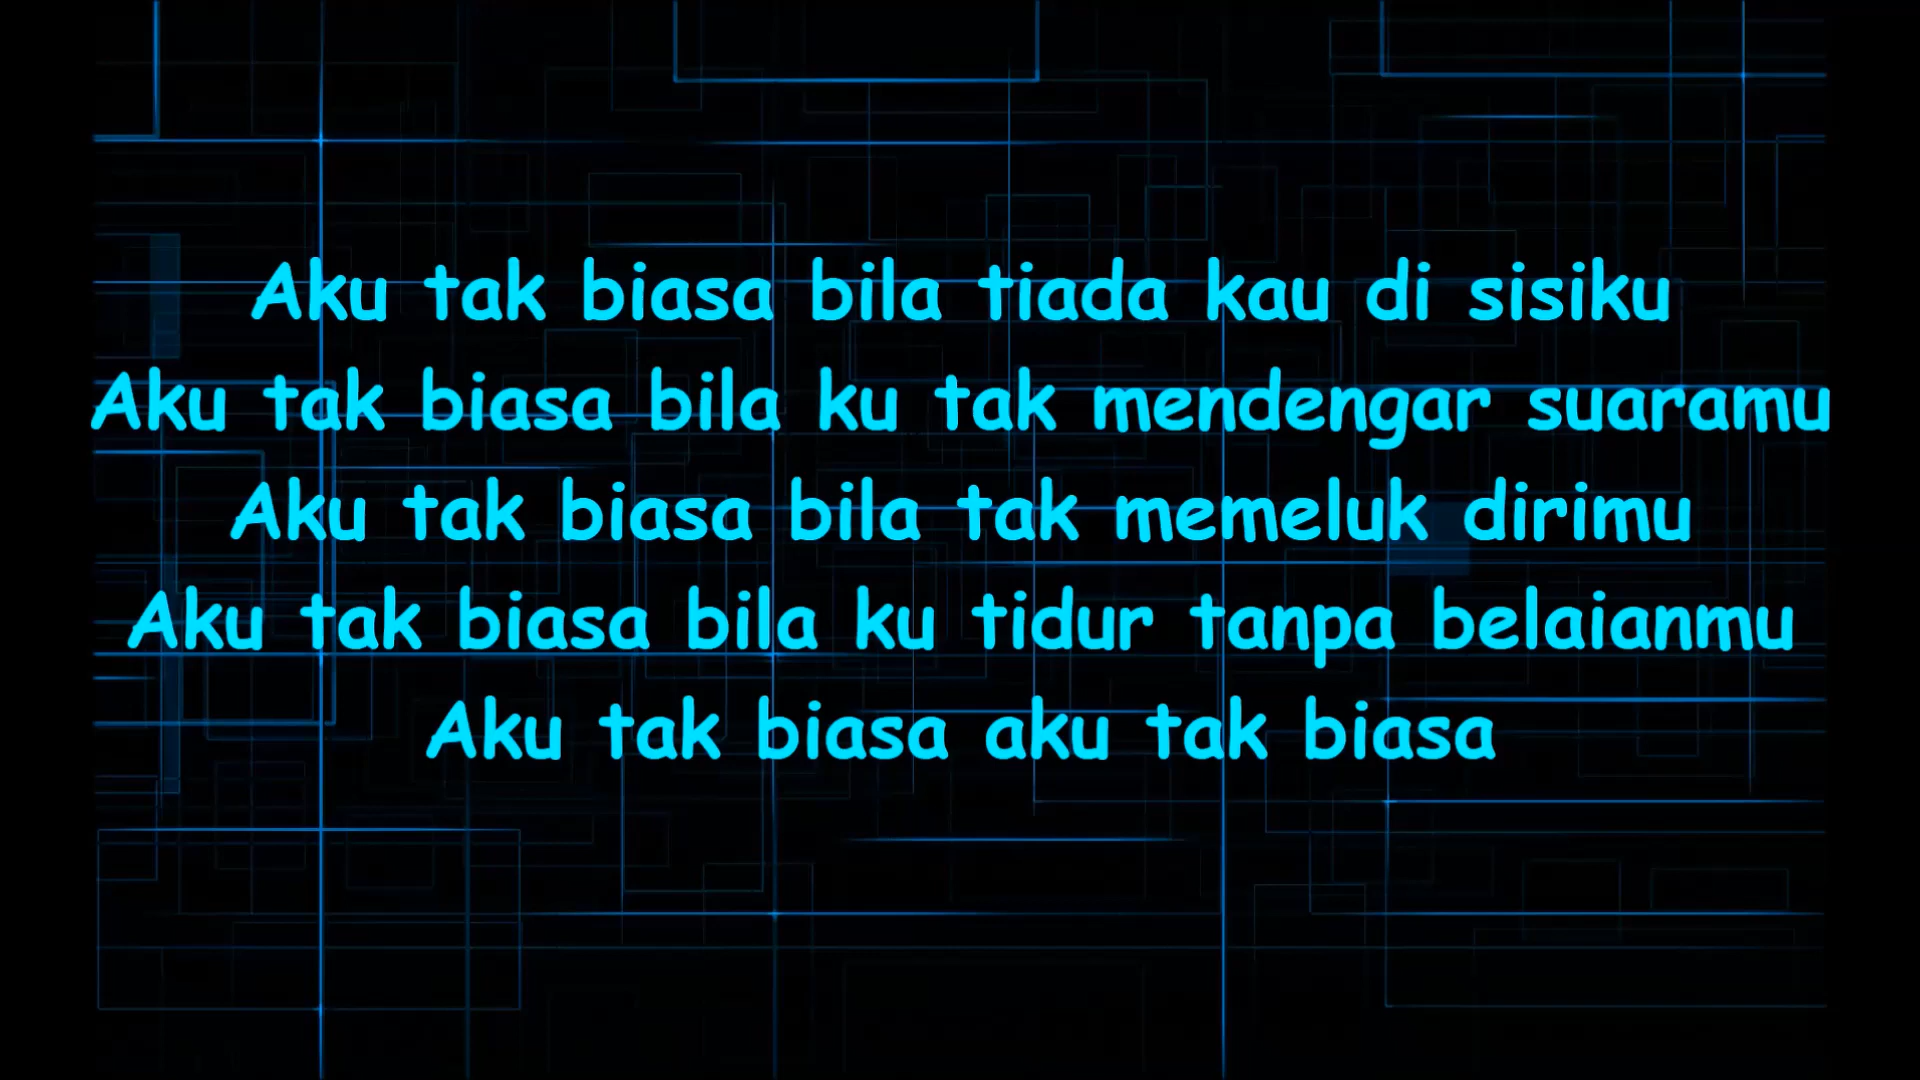 Aku tak biasa bila tiada kau di sisiku
Aku tak biasa bila ku tak mendengar suaramu
Aku tak biasa bila tak memeluk dirimu
Aku tak biasa bila ku tidur tanpa belaianmu
Aku tak biasa aku tak biasa